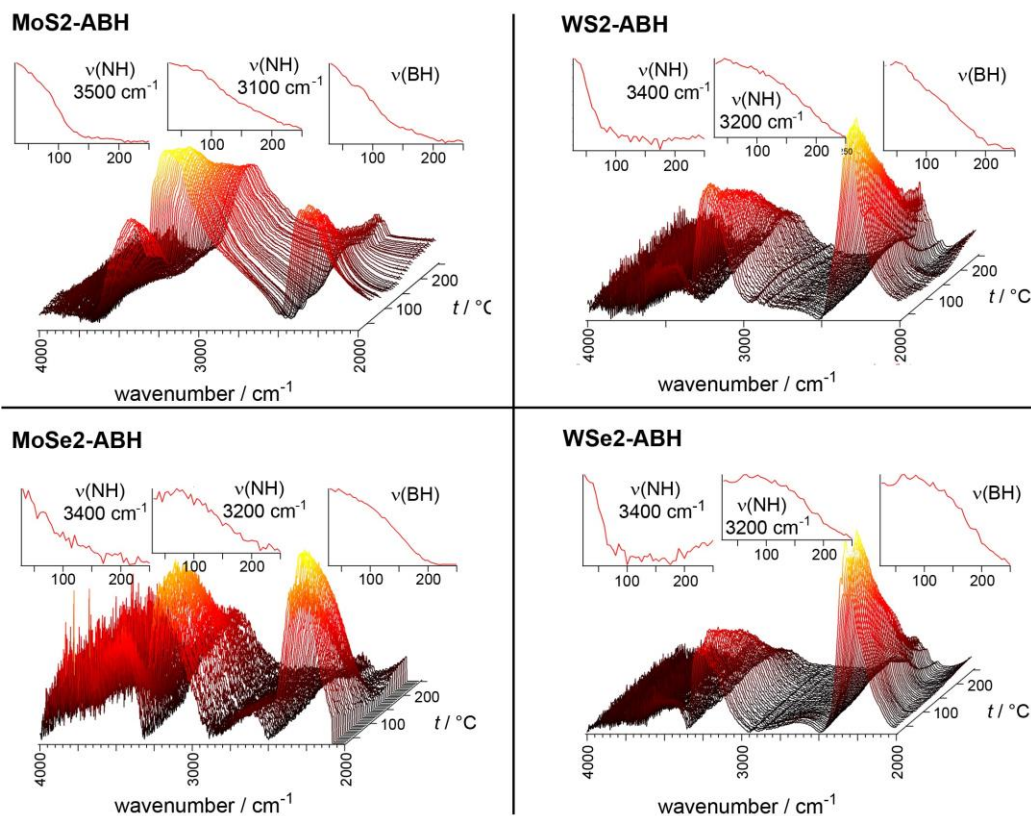 MoS2-ABH
ν(NH)
3500 cm-1
ν(NH)
3100 cm-1
ν(BH)
100 200
100 200
100 200
200
100
t / °C
4000 3000 2000
wavenumber / cm-1
WS2-ABH
ν(NH)
3400 cm-1
ν(NH)
3200 cm-1
ν(BH)
100 200
100 200 250
100 200
200
100
t / °C
4000 3000 2000
wavenumber / cm-1
MoSe2-ABH
ν(NH)
3400 cm-1
ν(NH)
3200 cm-1
ν(BH)
100 200
100 200
100 200
200
100
t / °C
4000 3000 2000
wavenumber / cm-1
WSe2-ABH
ν(NH)
3400 cm-1
ν(NH)
3200 cm-1
ν(BH)
100 200
100 200
100 200
200
100
t / °C
4000 3000 2000
wavenumber / cm-1